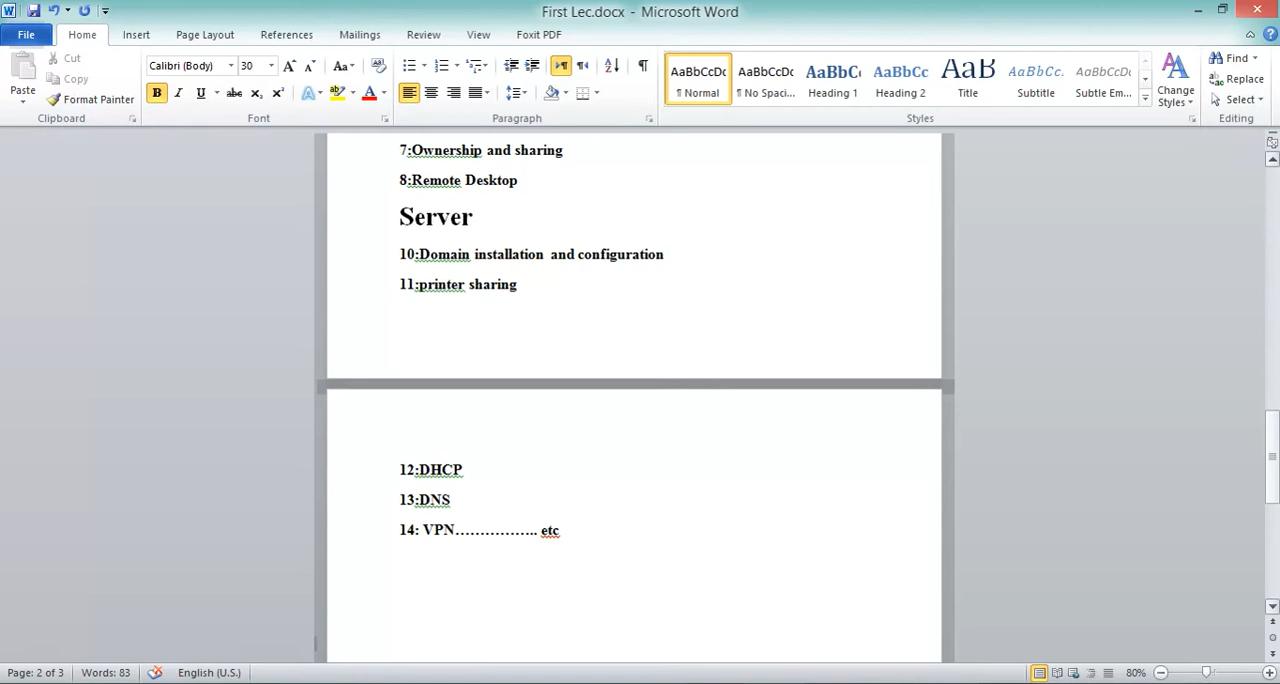 First Lec.docx - Microsoft Word
File Home Insert Page Layout References Mailings Review View Foxit PDF
Paste Cut Copy Format Painter
Calibri (Body) 30
AaBbCcDc AaBbCcDc AaBbC AaBbCc AaB AaBbCc. AaBbCcDc
¶ Normal ¶ No Spaci... Heading 1 Heading 2 Title Subtitle Subtle Em...
Change Styles
Find Replace Select
Clipboard Font Paragraph Styles Editing
7:Ownership and sharing
8:Remote Desktop
Server
10:Domain installation and configuration
11:printer sharing
12:DHCP
13:DNS
14: VPN…………….. etc
Page: 2 of 3 Words: 83 English (U.S.) 80%